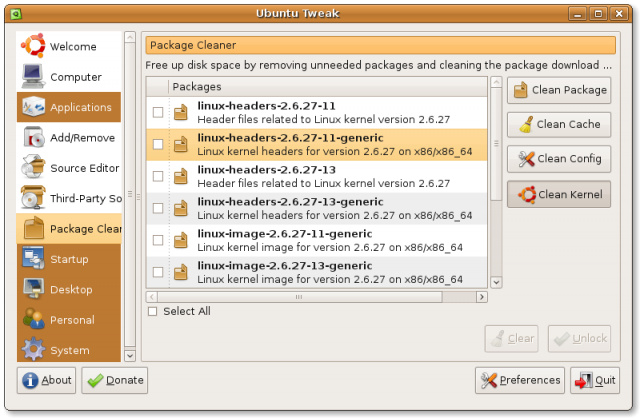 Ubuntu Tweak
Welcome
Computer
Applications
Add/Remove
Source Editor
Third-Party So
Package Clear
Startup
Desktop
Personal
System
Package Cleaner
Free up disk space by removing unneeded packages and cleaning the package download ...
Packages
linux-headers-2.6.27-11
Header files related to Linux kernel version 2.6.27
linux-headers-2.6.27-11-generic
Linux kernel headers for version 2.6.27 on x86/x86_64
linux-headers-2.6.27-13
Header files related to Linux kernel version 2.6.27
linux-headers-2.6.27-13-generic
Linux kernel headers for version 2.6.27 on x86/x86_64
linux-image-2.6.27-11-generic
Linux kernel image for version 2.6.27 on x86/x86_64
linux-image-2.6.27-13-generic
Linux kernel image for version 2.6.27 on x86/x86_64
Select All
Clean Package
Clean Cache
Clean Config
Clean Kernel
Clear
Unlock
About
Donate
Preferences
Quit